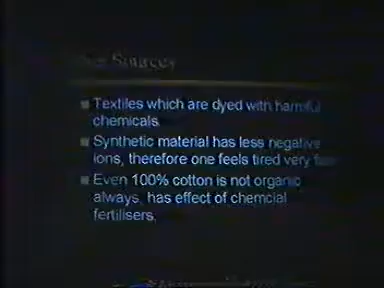 Sources
Textiles which are dyed with harmful
chemicals
Synthetic material has less negative
ions, therefore one feels tired very
Even 100% cotton is not organic
always, has effect of chemcial
fertilisers.